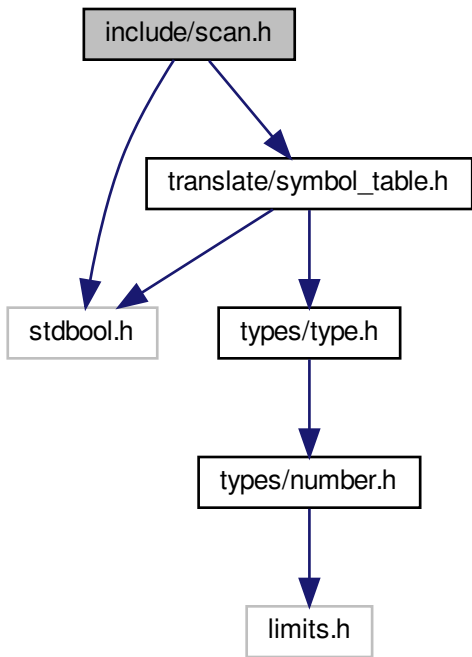 include/scan.h
translate/symbol_table.h
stdbool.h
types/type.h
types/number.h
limits.h